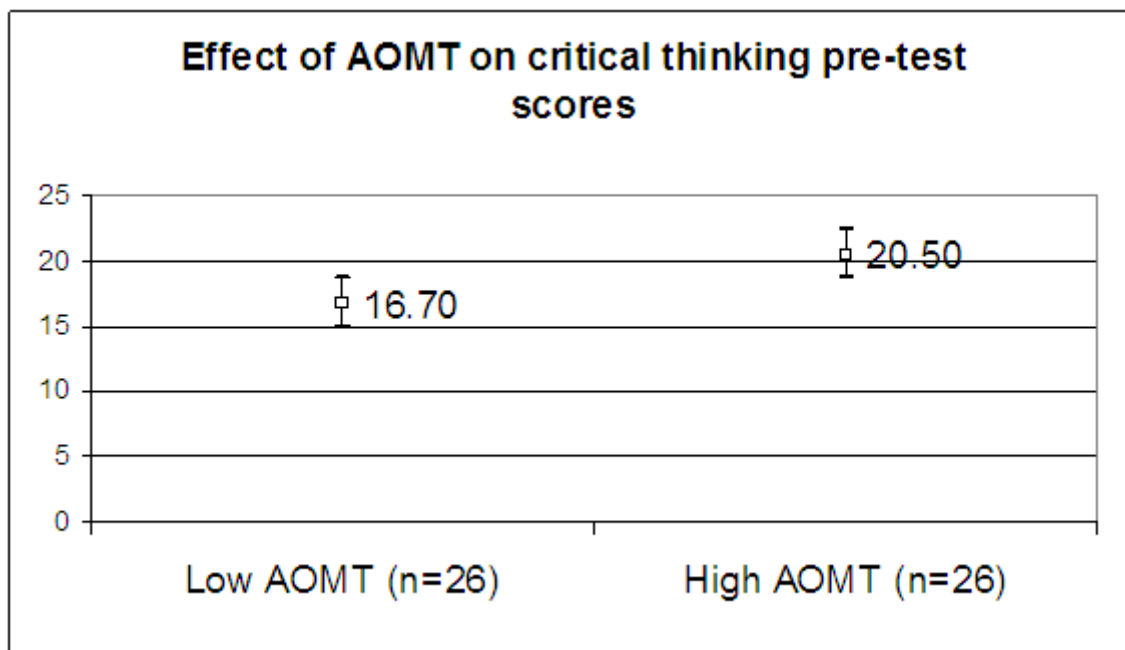 Effect of AOMT on critical thinking pre-test
scores
25
20
15
10
5
0
16.70
20.50
Low AOMT (n=26)
High AOMT (n=26)